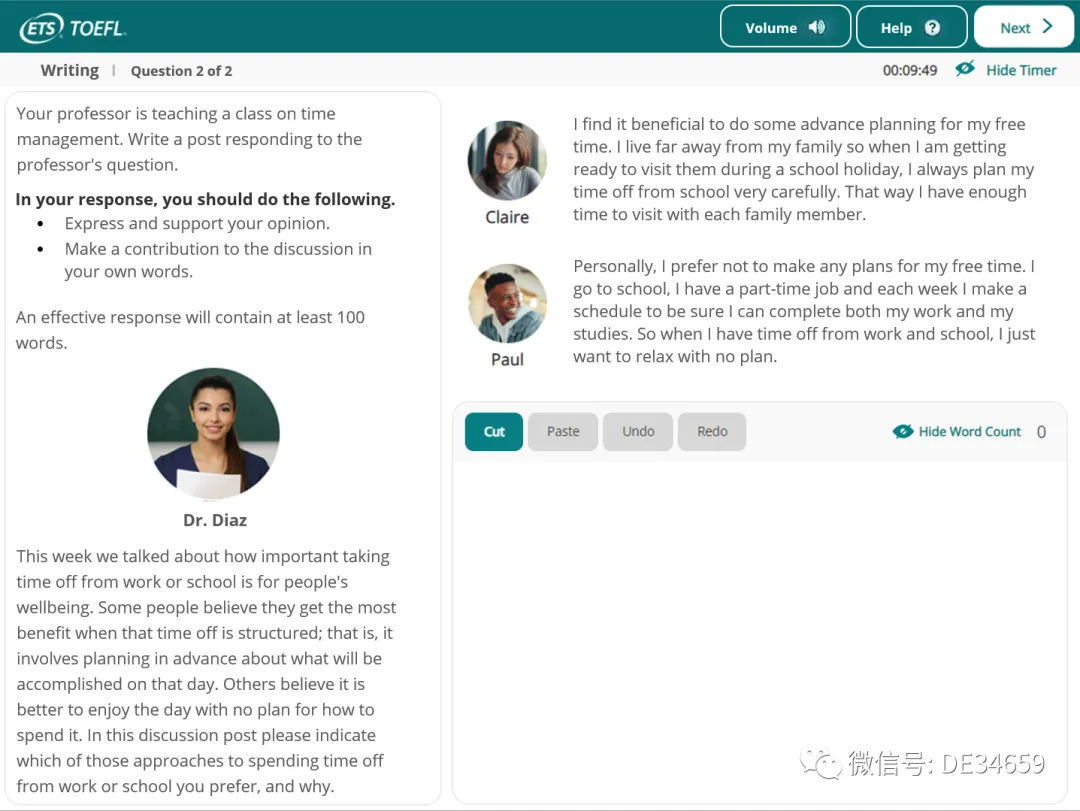 ETS TOEFL
Volume
Help ?
Next
Writing | Question 2 of 2
00:09:49 Hide Timer
Your professor is teaching a class on time
management. Write a post responding to the
professor's question.
In your response, you should do the following.
• Express and support your opinion.
• Make a contribution to the discussion in
your own words.
An effective response will contain at least 100
words.
Dr. Diaz
This week we talked about how important taking
time off from work or school is for people's
wellbeing. Some people believe they get the most
benefit when that time off is structured; that is, it
involves planning in advance about what will be
accomplished on that day. Others believe it is
better to enjoy the day with no plan for how to
spend it. In this discussion post please indicate
which of those approaches to spending time off
from work or school you prefer, and why.
I find it beneficial to do some advance planning for my free
time. I live far away from my family so when I am getting
ready to visit them during a school holiday, I always plan my
time off from school very carefully. That way I have enough
time to visit with each family member.
Claire
Personally, I prefer not to make any plans for my free time. I
go to school, I have a part-time job and each week I make a
schedule to be sure I can complete both my work and my
studies. So when I have time off from work and school, I just
want to relax with no plan.
Paul
Cut
Paste
Undo
Redo
Hide Word Count 0
微信号: DE34659